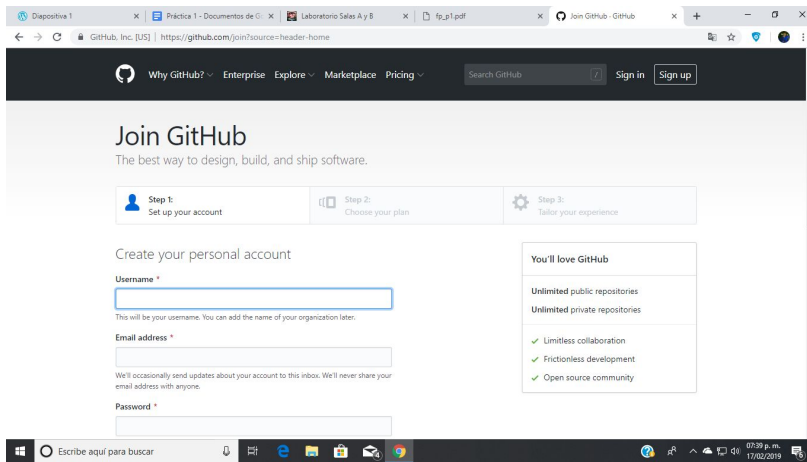 Diapositiva 1
Práctica 1 - Documentos de Go
Laboratorio Salas A y B
fp_p1.pdf
Join GitHub · GitHub
GitHub, Inc. [US] | https://github.com/join?source=header-home
Why GitHub? Enterprise Explore Marketplace Pricing
Search GitHub /
Sign in Sign up
Join GitHub
The best way to design, build, and ship software.
Step 1:
Set up your account
Step 2:
Choose your plan
Step 3:
Tailor your experience
Create your personal account
Username *
This will be your username. You can add the name of your organization later.
Email address *
We'll occasionally send updates about your account to this inbox. We'll never share your
email address with anyone.
Password *
You'll love GitHub
Unlimited public repositories
Unlimited private repositories
Limitless collaboration
Frictionless development
Open source community
Escribe aquí para buscar
07:39 p. m.
17/02/2019